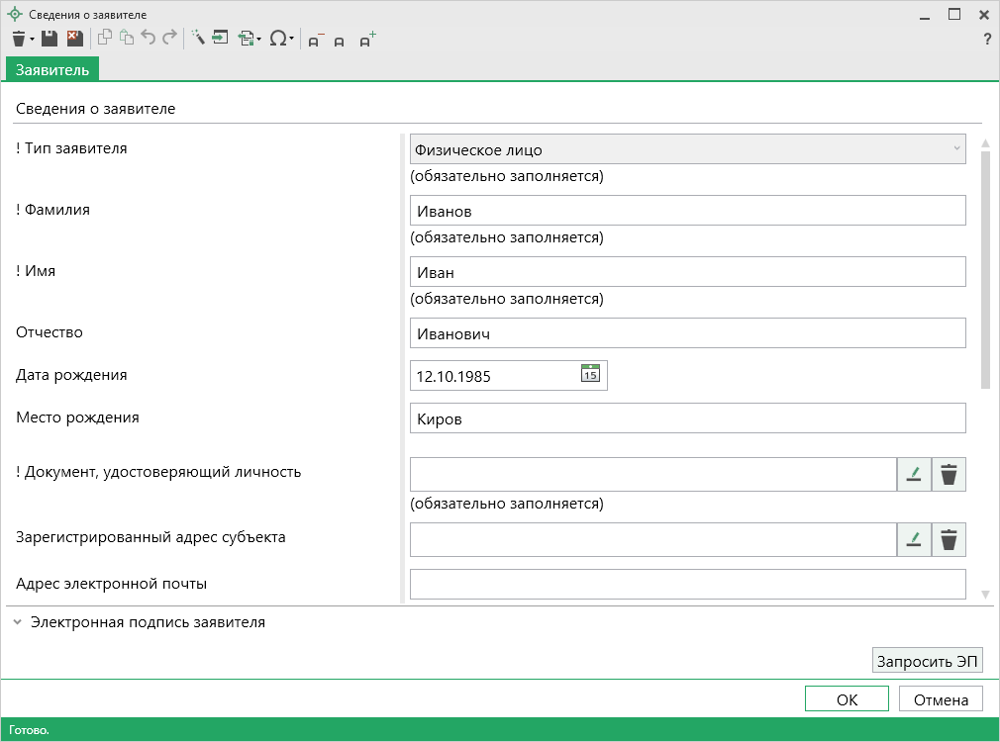 Сведения о заявителе
?
Заявитель
Сведения о заявителе
! Тип заявителя
Физическое лицо
(обязательно заполняется)
! Фамилия
Иванов
(обязательно заполняется)
! Имя
Иван
(обязательно заполняется)
Отчество
Иванович
Дата рождения
12.10.1985
15
Место рождения
Киров
! Документ, удостоверяющий личность
(обязательно заполняется)
Зарегистрированный адрес субъекта
Адрес электронной почты
Электронная подпись заявителя
Запросить ЭП
ОК
Отмена
Готово.